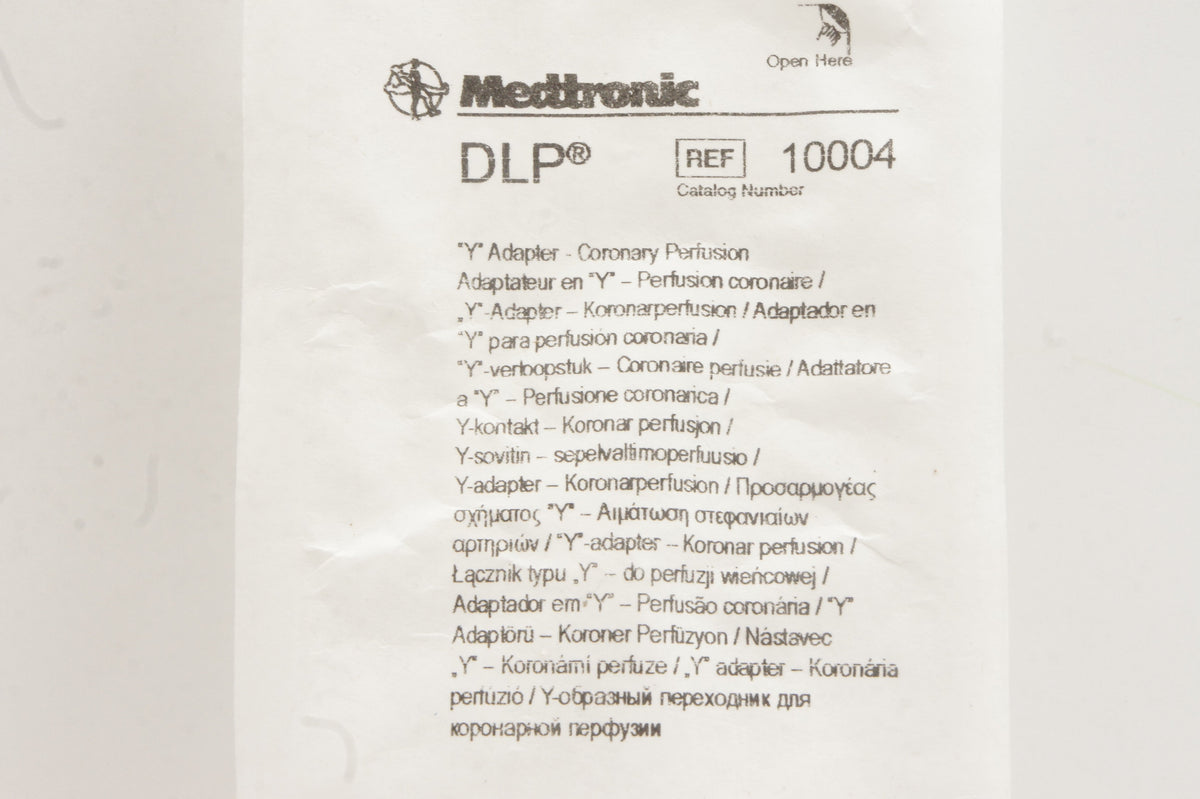 Open Here
Medtronic
DLP® REF 10004
Catalog Number
"Y" Adapter - Coronary Perfusion
Adaptateur en "Y" – Perfusion coronaire /
„Y"-Adapter – Koronarperfusion / Adaptador en
"Y" para perfusión coronaria /
"Y"-verloopstuk – Coronaire perfusie / Adattatore
a "Y" – Perfusione coronarica /
Y-kontakt – Koronar perfusjon /
Y-sovitin – sepelvaltimoperfuusio /
Y-adapter – Koronarperfusion / Προσαρμογέας
σχήματος "Y" – Αιμάτωση στεφανιαίων
αρτηριών / "Y"-adapter – Koronar perfusion /
Łącznik typu „Y" – do perfuzji wieńcowej /
Adaptador em "Y" – Perfusão coronária / "Y"
Adaptörü – Koroner Perfüzyon / Nástavec
„Y" – Koronární perfuze / „Y" adapter – Koronária
perfúzió / Y-образный переходник для
коронарной перфузии